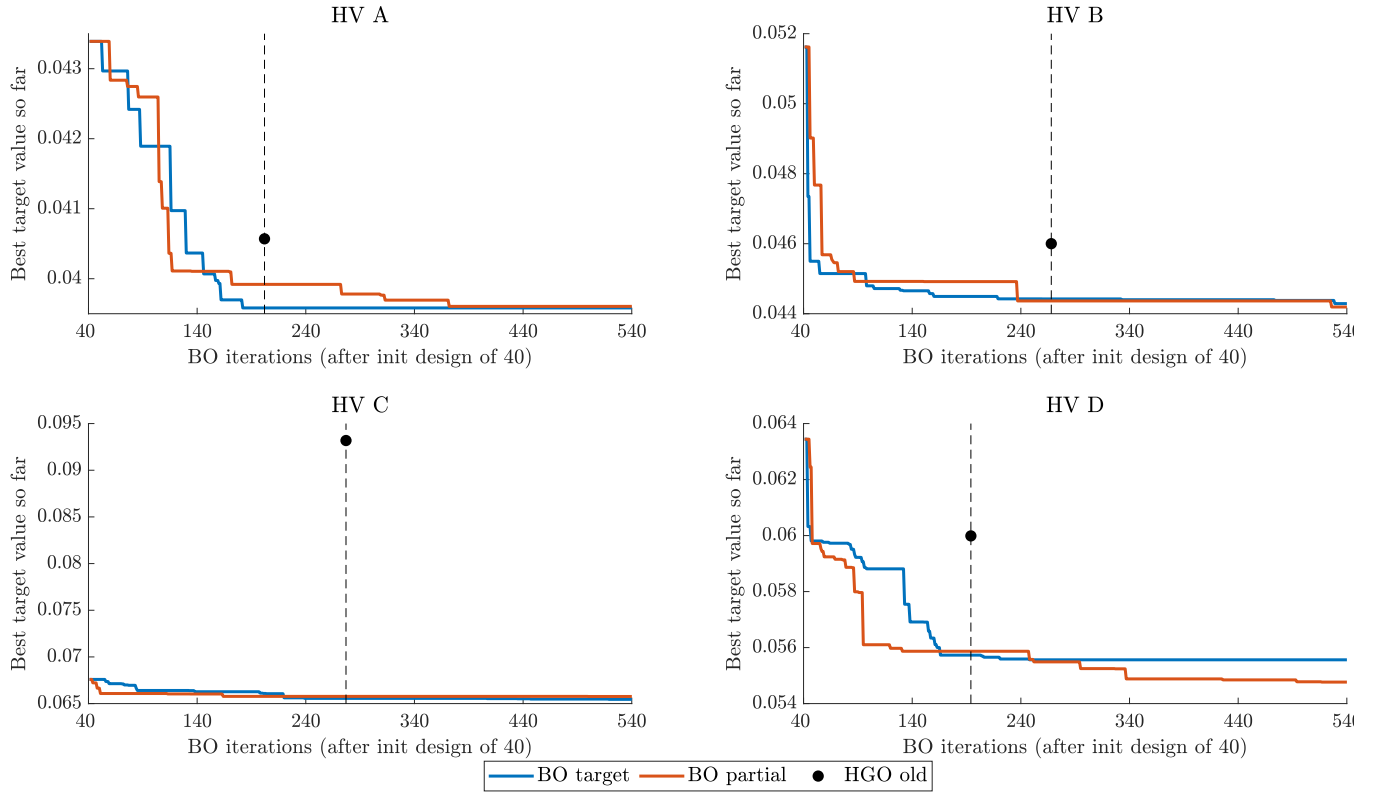 HV A
Best target value so far
0.043
0.042
0.041
0.04
40 140 240 340 440 540
BO iterations (after init design of 40)
HV B
Best target value so far
0.052
0.05
0.048
0.046
0.044
40 140 240 340 440 540
BO iterations (after init design of 40)
HV C
Best target value so far
0.095
0.09
0.085
0.08
0.075
0.07
0.065
40 140 240 340 440 540
BO iterations (after init design of 40)
HV D
Best target value so far
0.064
0.062
0.06
0.058
0.056
0.054
40 140 240 340 440 540
BO iterations (after init design of 40)
BO target BO partial HGO old